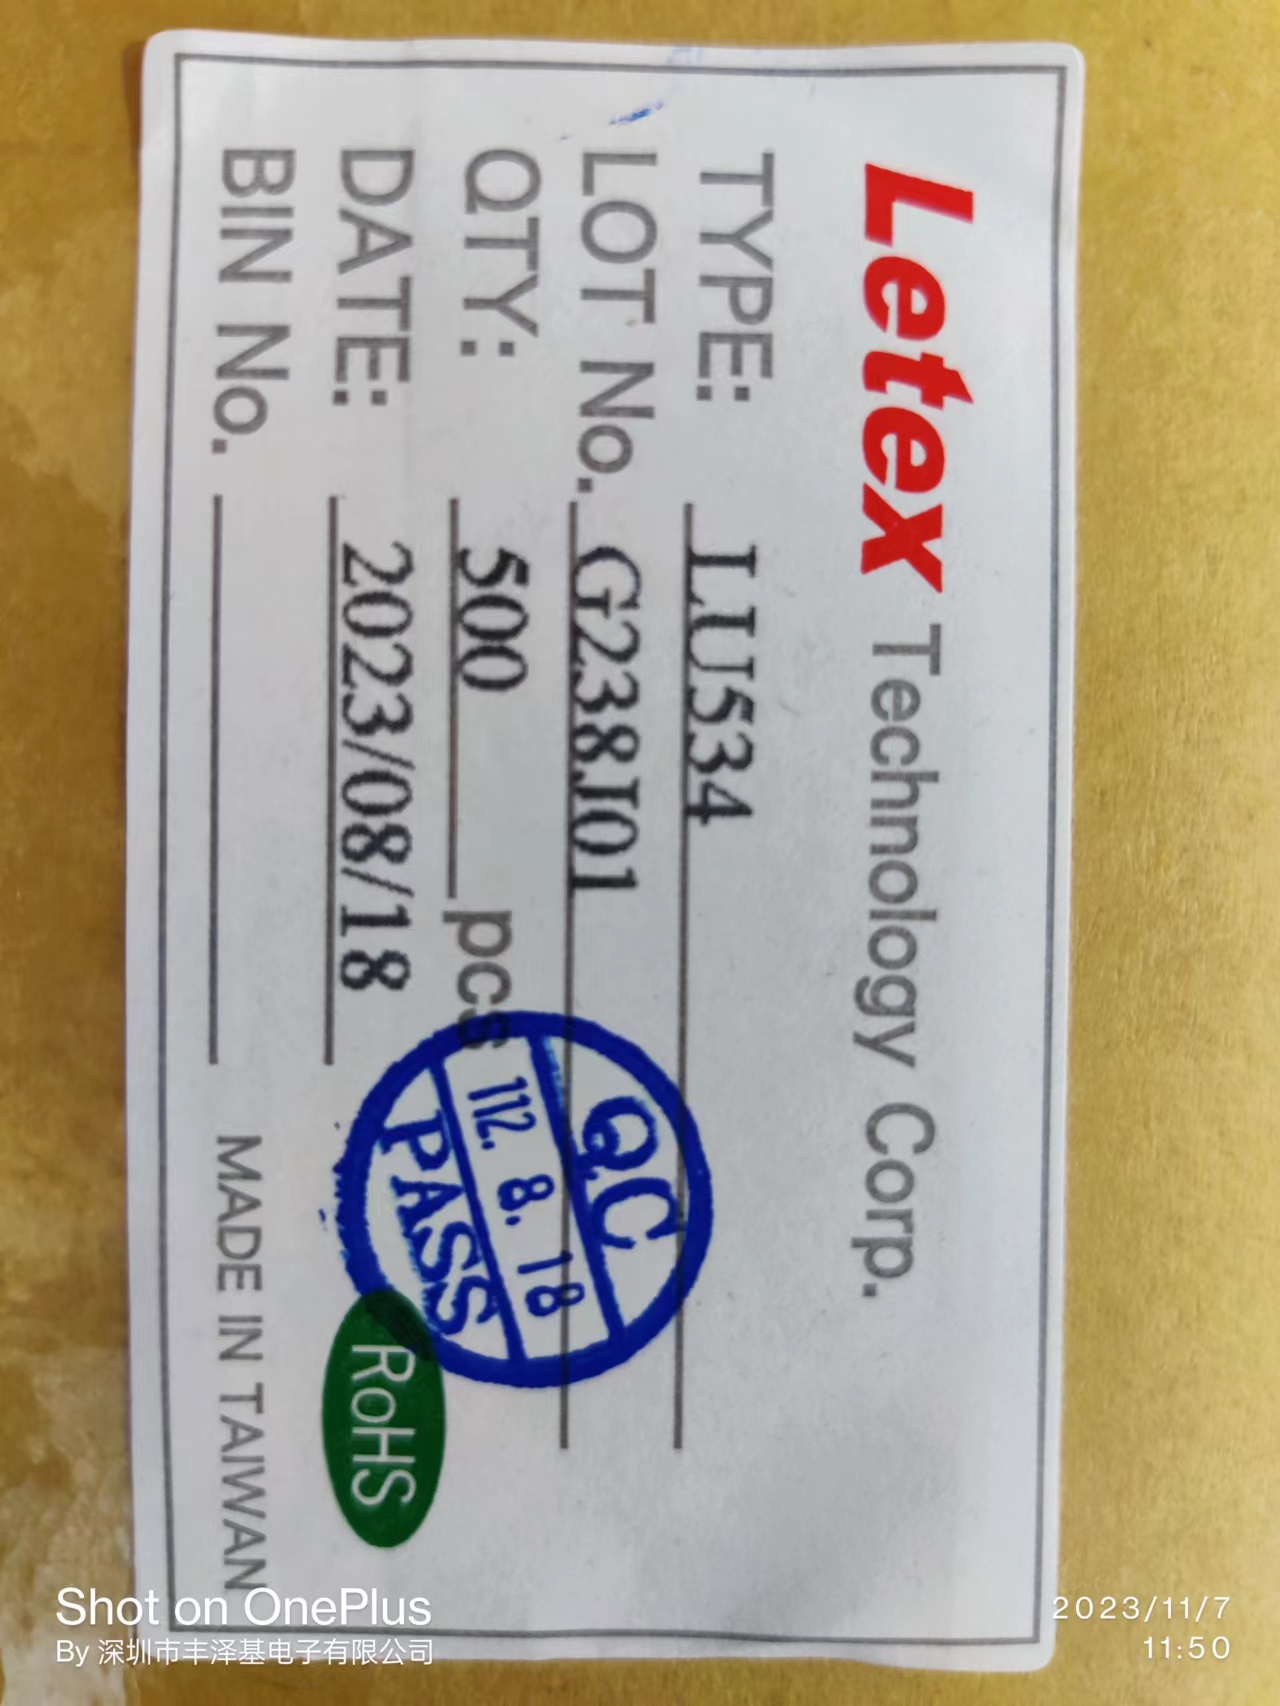 Letex Technology Corp.
TYPE: LU534
LOT No. G238J01
QTY: 500 pcs
DATE: 2023/08/18
BIN No.
QC
112. 8. 18
PASS
RoHS
MADE IN TAIWAN
Shot on OnePlus
By 深圳市丰泽基电子有限公司
2023/11/7
11:50